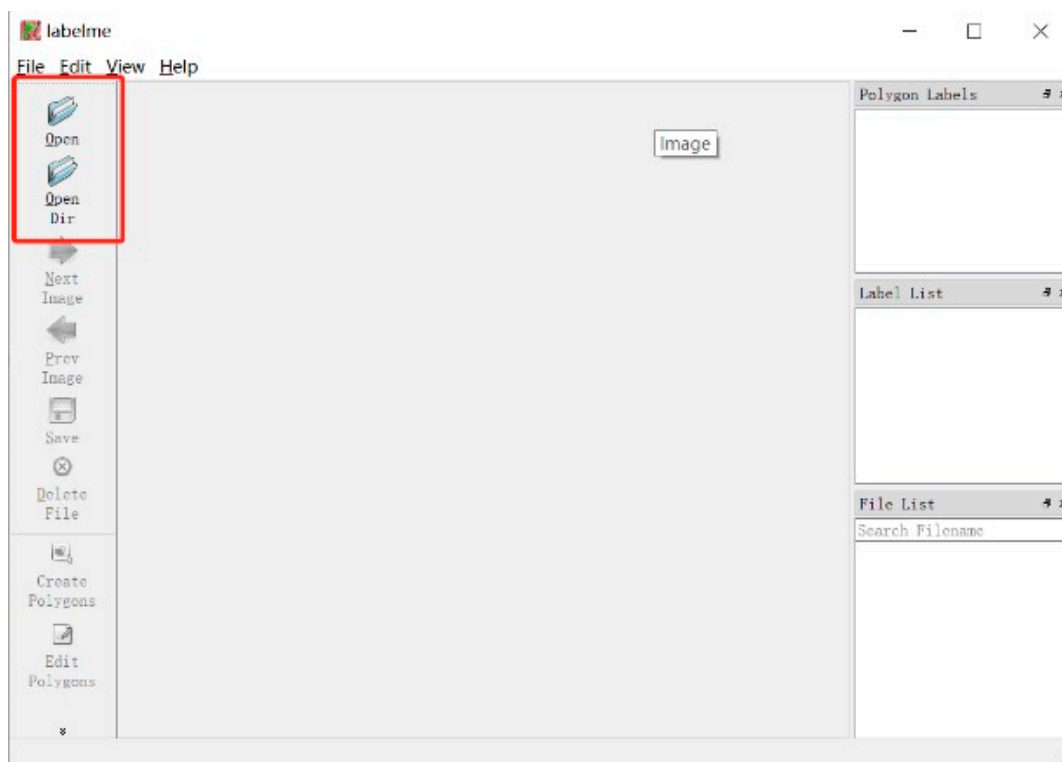 labelme
File Edit View Help
Open
Open
Dir
Next
Image
Prev
Image
Save
Delete
File
Create
Polygons
Edit
Polygons
Image
Polygon Labels
Label List
File List
Search Filename